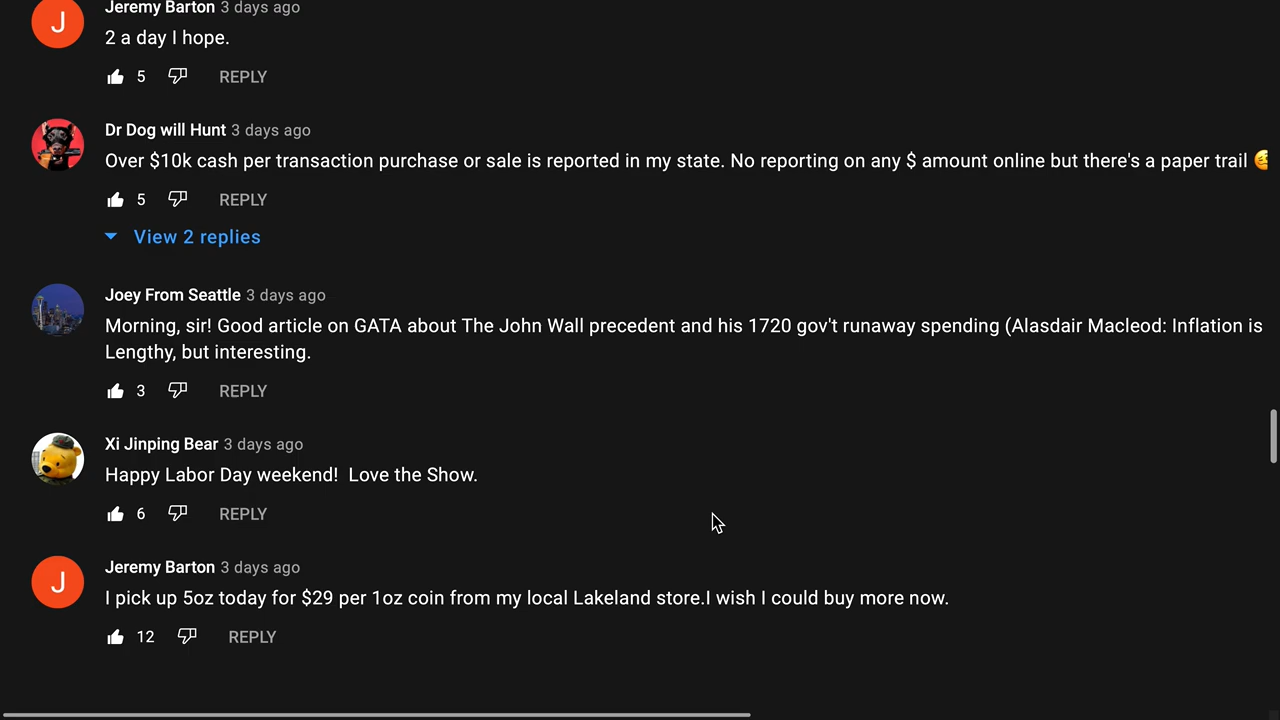 Jeremy Barton 3 days ago
2 a day I hope.
5 REPLY
Dr Dog will Hunt 3 days ago
Over $10k cash per transaction purchase or sale is reported in my state. No reporting on any $ amount online but there's a paper trail
5 REPLY
View 2 replies
Joey From Seattle 3 days ago
Morning, sir! Good article on GATA about The John Wall precedent and his 1720 gov't runaway spending (Alasdair Macleod: Inflation is
Lengthy, but interesting.
3 REPLY
Xi Jinping Bear 3 days ago
Happy Labor Day weekend!  Love the Show.
6 REPLY
Jeremy Barton 3 days ago
I pick up 5oz today for $29 per 1oz coin from my local Lakeland store.I wish I could buy more now.
12 REPLY
J
J